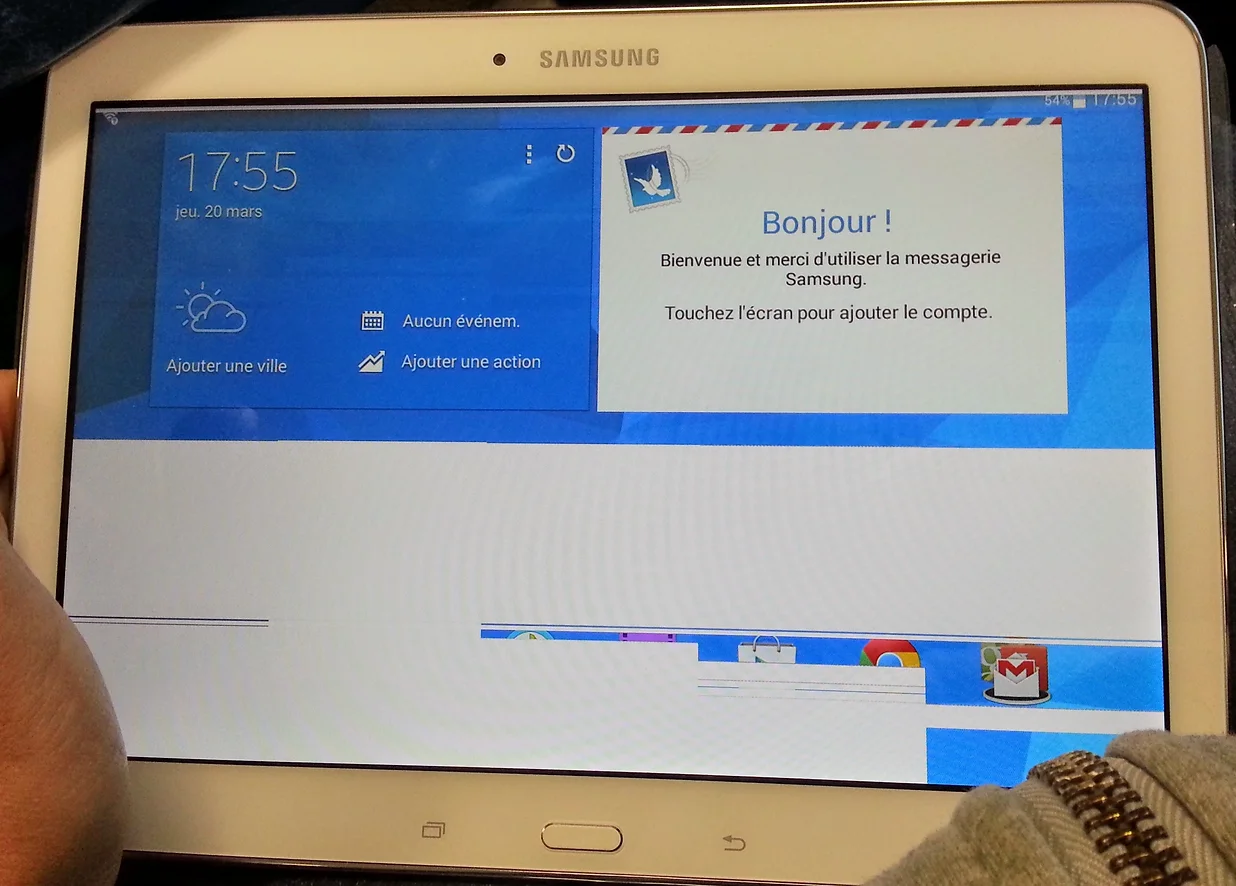 SAMSUNG
54% 17:55
17:55
jeu. 20 mars
Aucun événem.
Ajouter une ville
Ajouter une action
Bonjour !
Bienvenue et merci d'utiliser la messagerie
Samsung.
Touchez l'écran pour ajouter le compte.